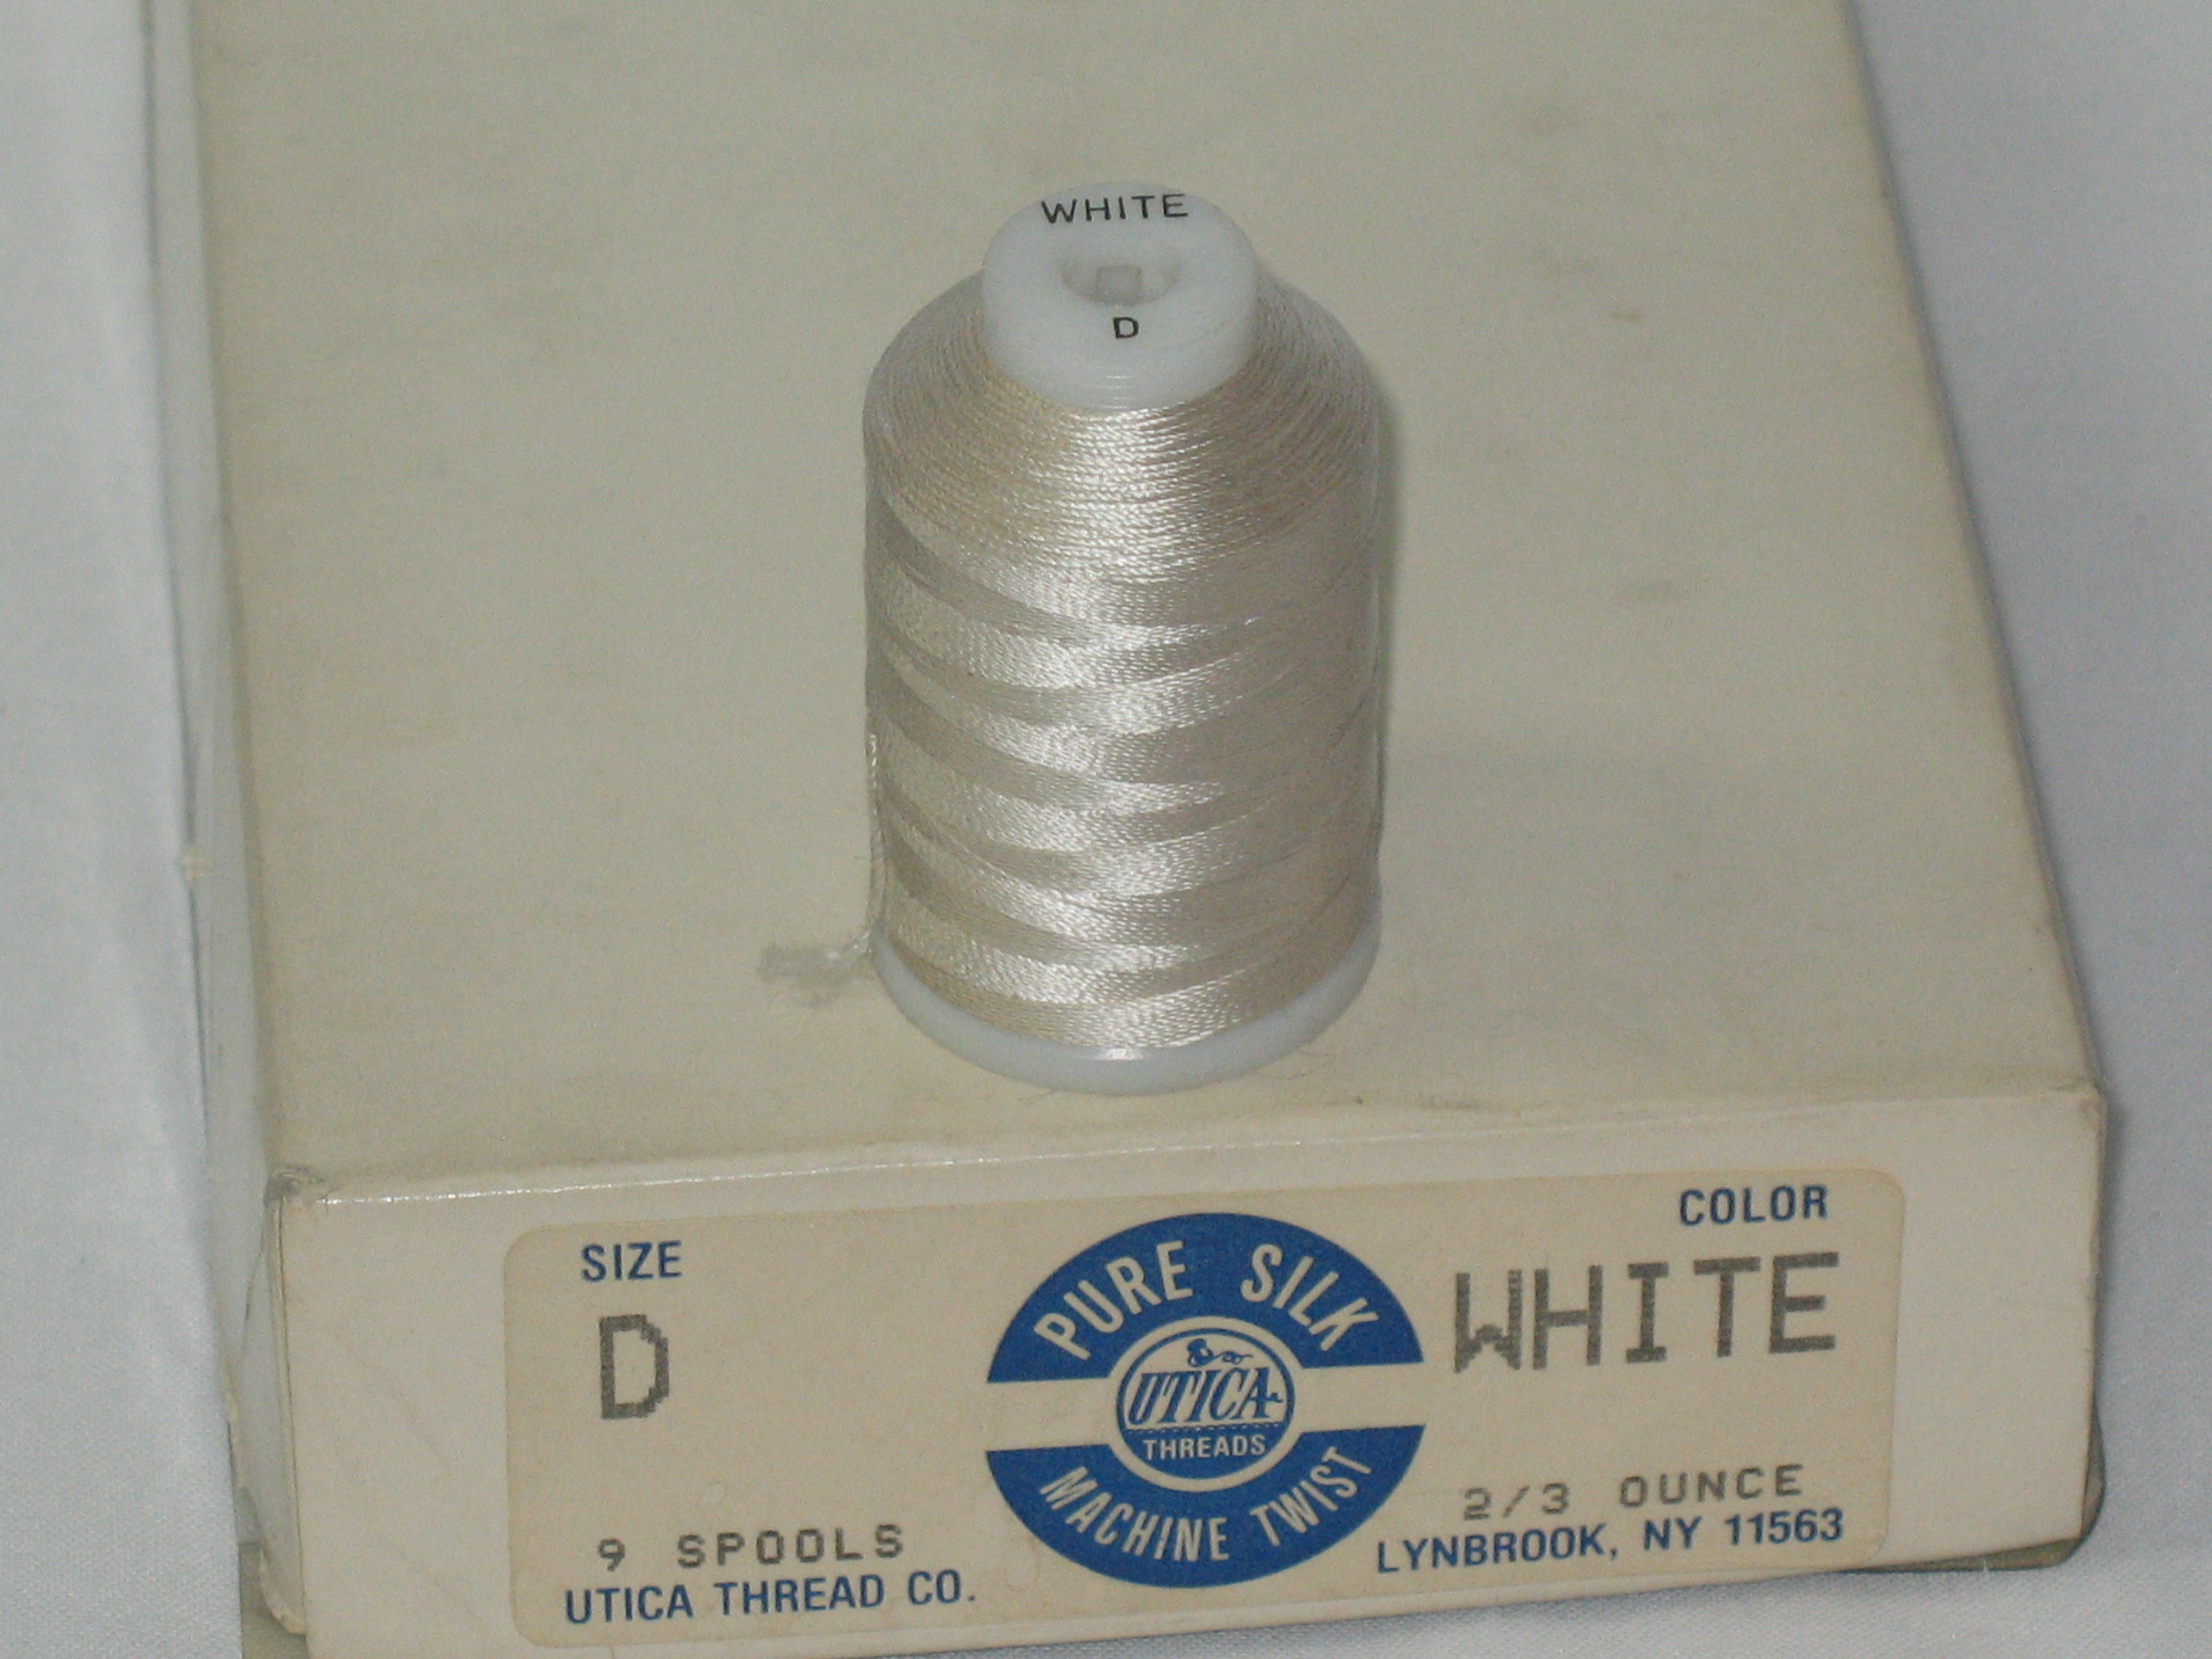 WHITE
D
SIZE
D
9 SPOOLS
UTICA THREAD CO.
PURE SILK
UTICA
THREADS
MACHINE TWIST
COLOR
WHITE
2/3 OUNCE
LYNBROOK, NY 11563